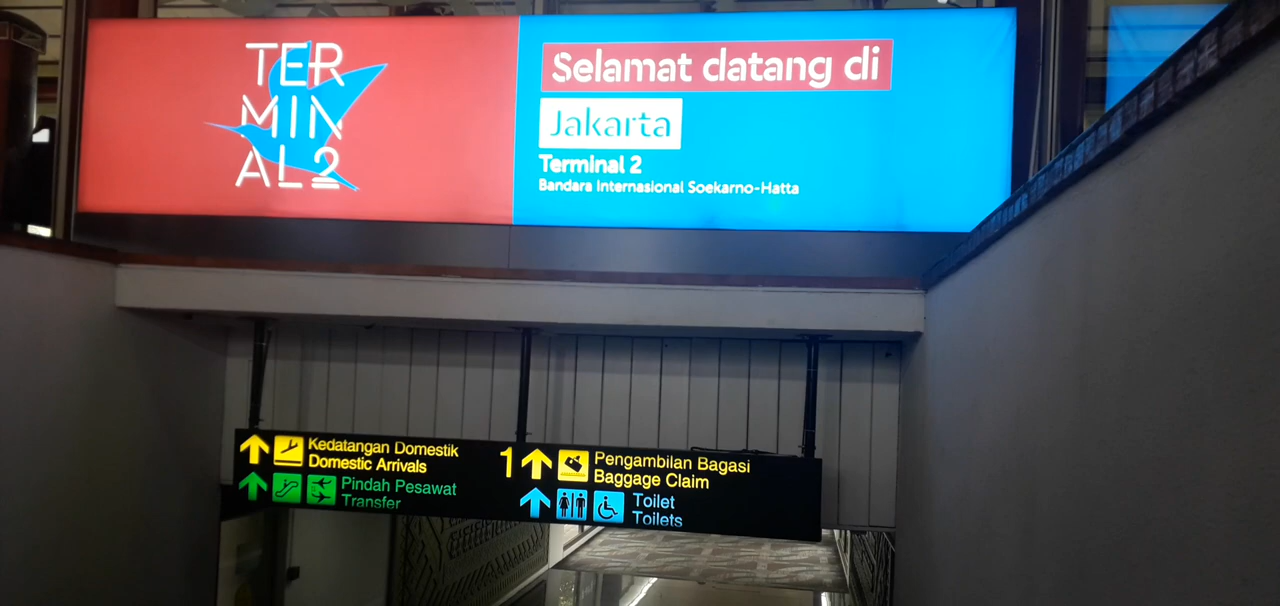 TER
MIN
AL2
Selamat datang di
Jakarta
Terminal 2
Bandara Internasional Soekarno-Hatta
Kedatangan Domestik
Domestic Arrivals
Pindah Pesawat
Transfer
1
Pengambilan Bagasi
Baggage Claim
Toilet
Toilets